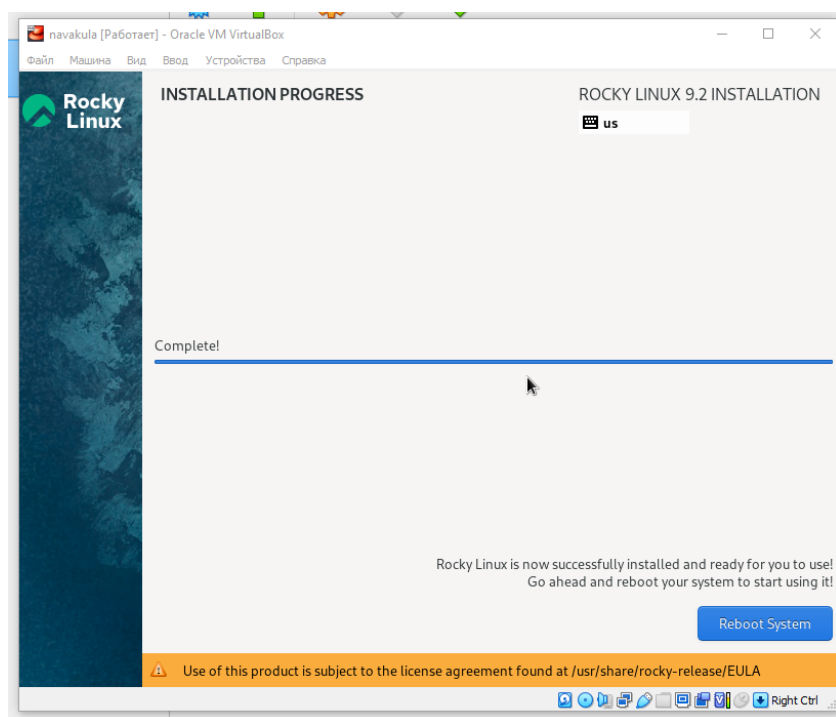 navakula [Работает] - Oracle VM VirtualBox
Файл Машина Вид Ввод Устройства Справка
Rocky
Linux
INSTALLATION PROGRESS
ROCKY LINUX 9.2 INSTALLATION
us
Complete!
Rocky Linux is now successfully installed and ready for you to use!
Go ahead and reboot your system to start using it!
Reboot System
Use of this product is subject to the license agreement found at /usr/share/rocky-release/EULA
Right Ctrl